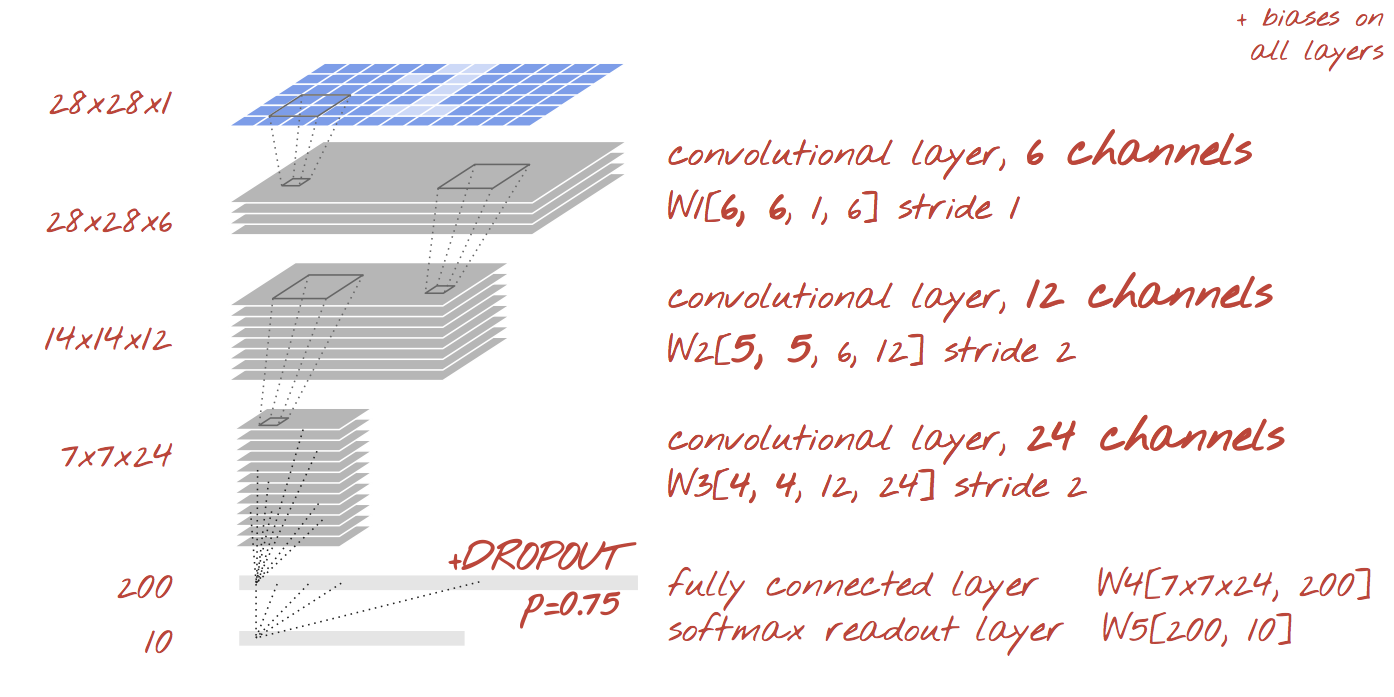 + biases on
all layers
28x28x1
convolutional layer, 6 channels
W1[6, 6, 1, 6] stride 1
28x28x6
convolutional layer, 12 channels
W2[5, 5, 6, 12] stride 2
14x14x12
convolutional layer, 24 channels
W3[4, 4, 12, 24] stride 2
7x7x24
+DROPOUT
p=0.75
200
fully connected layer W4[7x7x24, 200]
10
softmax readout layer W5[200, 10]